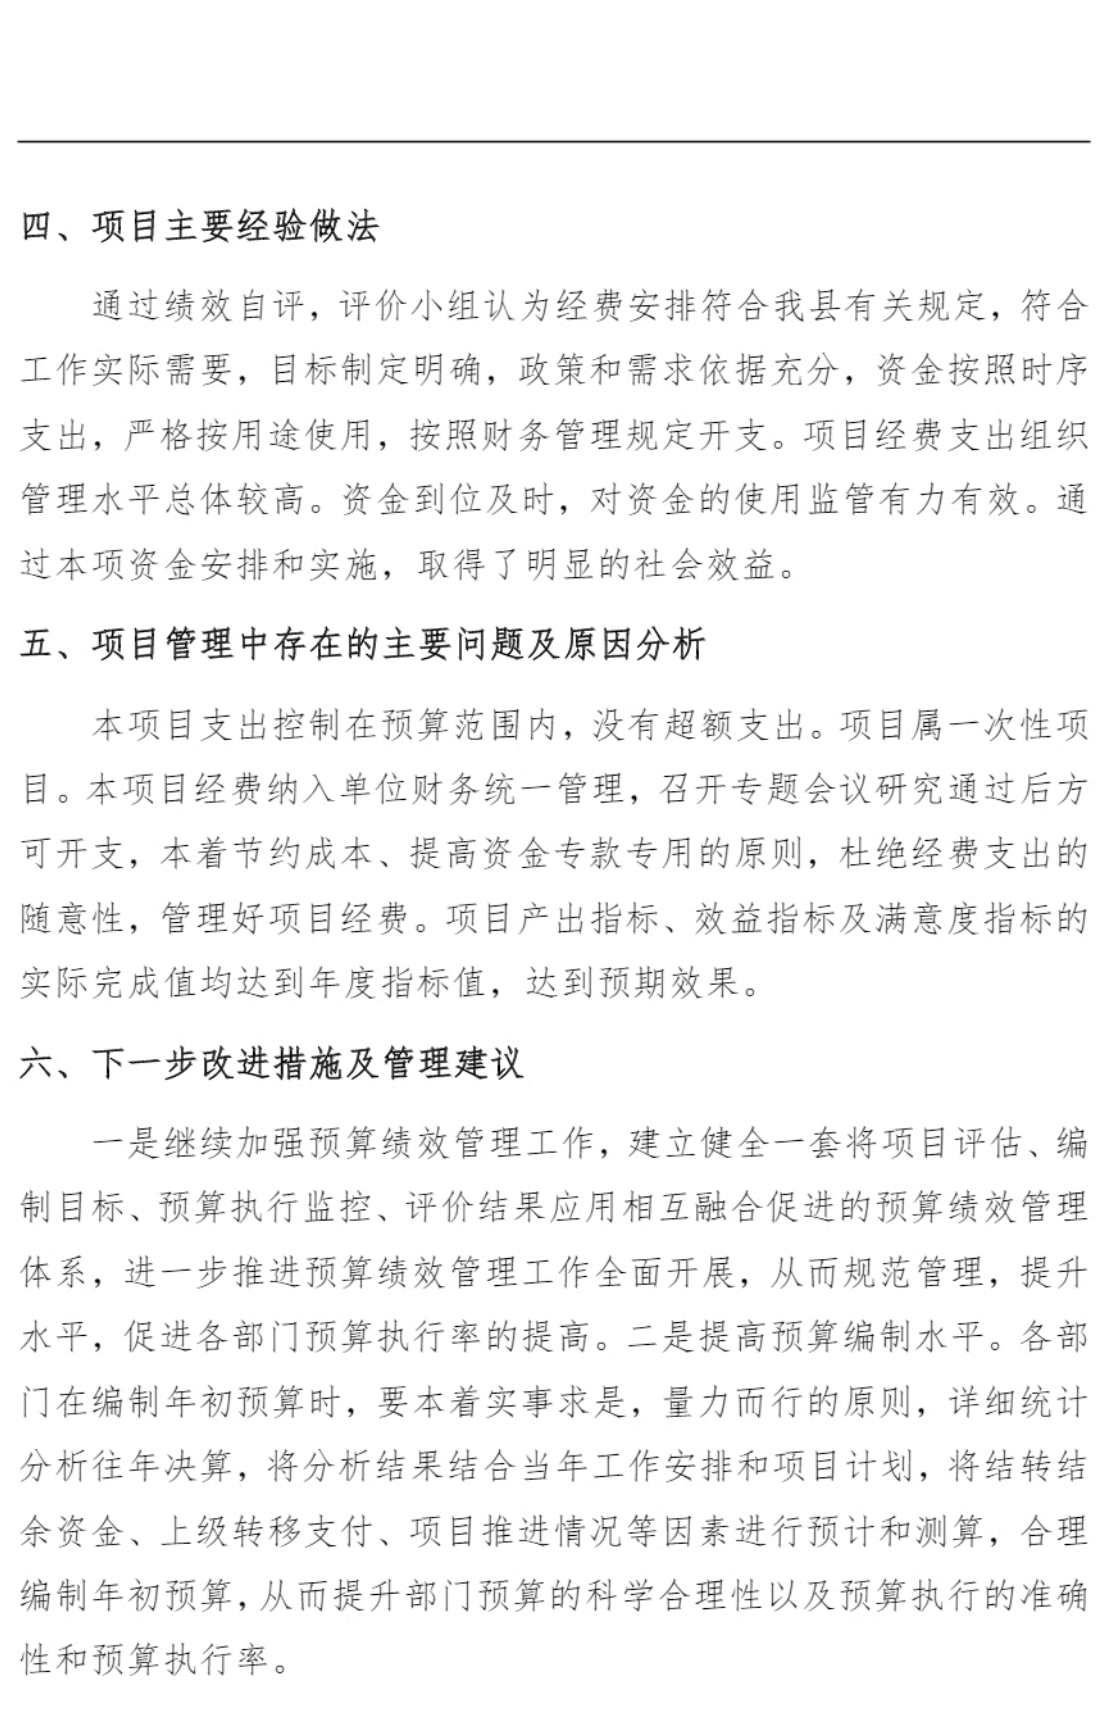 四、项目主要经验做法
通过绩效自评，评价小组认为经费安排符合我县有关规定，符合
工作实际需要，目标制定明确，政策和需求依据充分，资金按照时序
支出，严格按用途使用，按照财务管理规定开支。项目经费支出组织
管理水平总体较高。资金到位及时，对资金的使用监管有力有效。通
过本项资金安排和实施，取得了明显的社会效益。
五、项目管理中存在的主要问题及原因分析
本项目支出控制在预算范围内，没有超额支出。项目属一次性项
目。本项目经费纳入单位财务统一管理，召开专题会议研究通过后方
可开支，本着节约成本、提高资金专款专用的原则，杜绝经费支出的
随意性，管理好项目经费。项目产出指标、效益指标及满意度指标的
实际完成值均达到年度指标值，达到预期效果。
六、下一步改进措施及管理建议
一是继续加强预算绩效管理工作，建立健全一套将项目评估、编
制目标、预算执行监控、评价结果应用相互融合促进的预算绩效管理
体系，进一步推进预算绩效管理工作全面开展，从而规范管理，提升
水平，促进各部门预算执行率的提高。二是提高预算编制水平。各部
门在编制年初预算时，要本着实事求是，量力而行的原则，详细统计
分析往年决算，将分析结果结合当年工作安排和项目计划，将结转结
余资金、上级转移支付、项目推进情况等因素进行预计和测算，合理
编制年初预算，从而提升部门预算的科学合理性以及预算执行的准确
性和预算执行率。